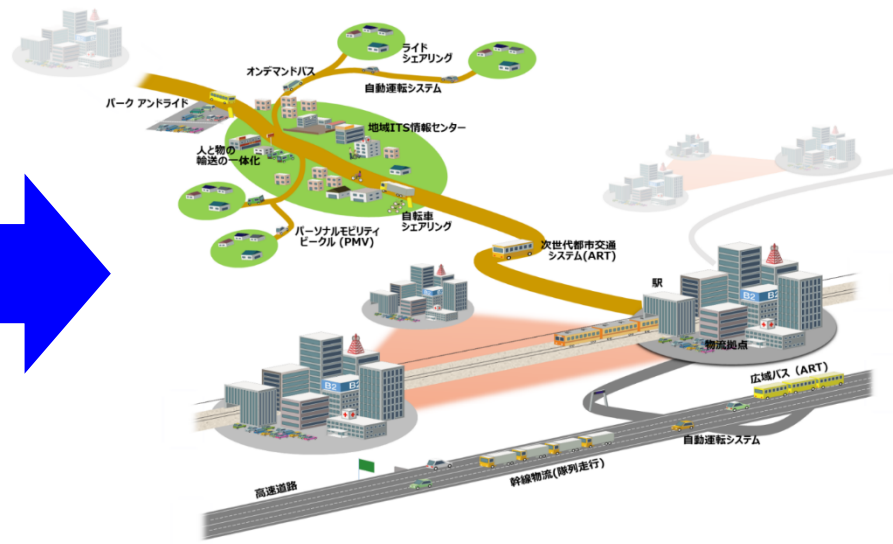 ライド
シェアリング
オンデマンドバス
自動運転システム
パーク アンドライド
地域ITS情報センター
人と物の
輸送の一体化
自転車
シェアリング
パーソナルモビリティ
ビークル (PMV)
次世代都市交通
システム(ART)
駅
B2
物流拠点
B2
広域バス（ART）
自動運転システム
幹線物流(隊列走行)
高速道路